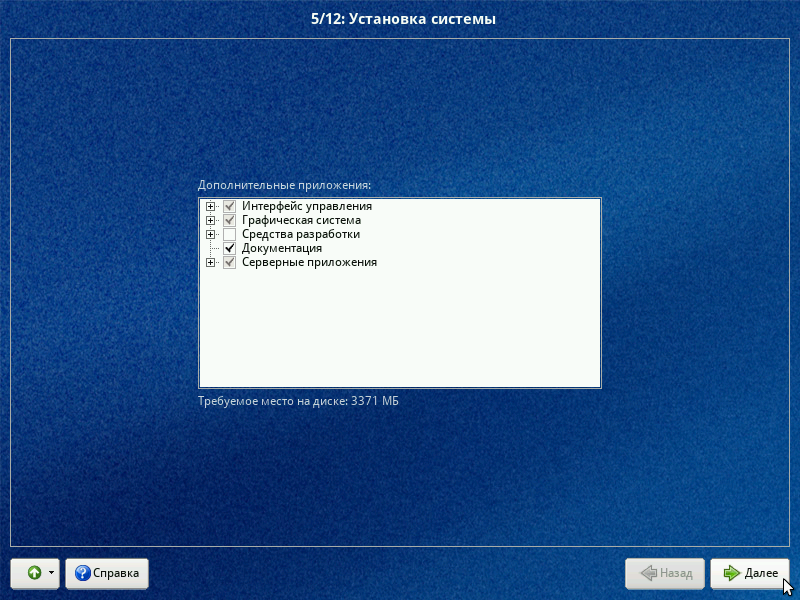 5/12: Установка системы
Дополнительные приложения:
Интерфейс управления
Графическая система
Средства разработки
Документация
Серверные приложения
Требуемое место на диске: 3371 МБ
Справка
Назад
Далее